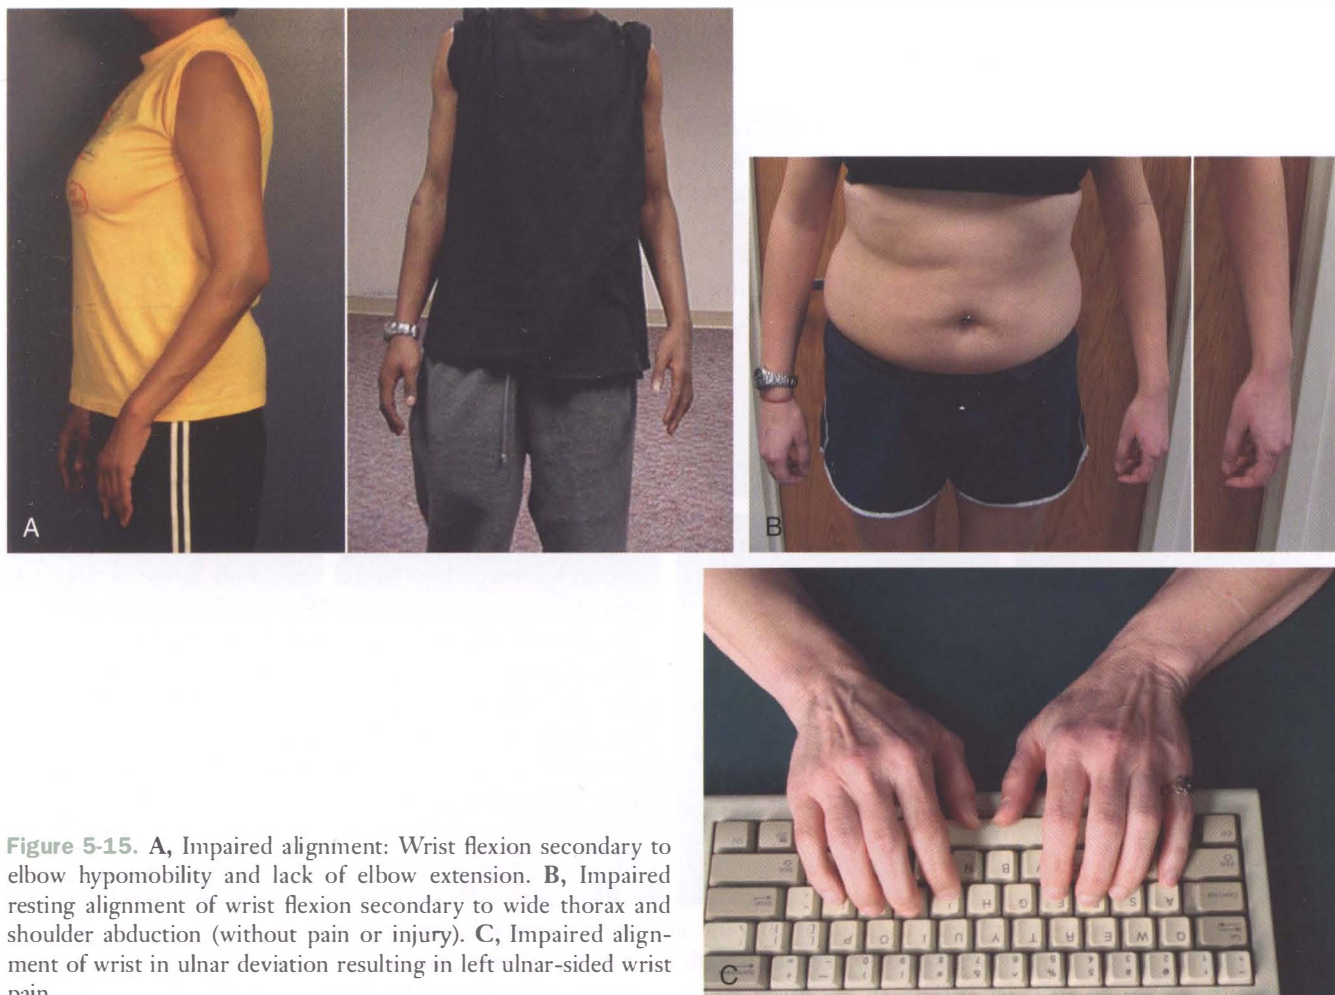 A
B
C
Figure 5-15. A, Impaired alignment: Wrist flexion secondary to
elbow hypomobility and lack of elbow extension. B, Impaired
resting alignment of wrist flexion secondary to wide thorax and
shoulder abduction (without pain or injury). C, Impaired align-
ment of wrist in ulnar deviation resulting in left ulnar-sided wrist
pain
N B V
H G F
P O I U Y T R E W Q